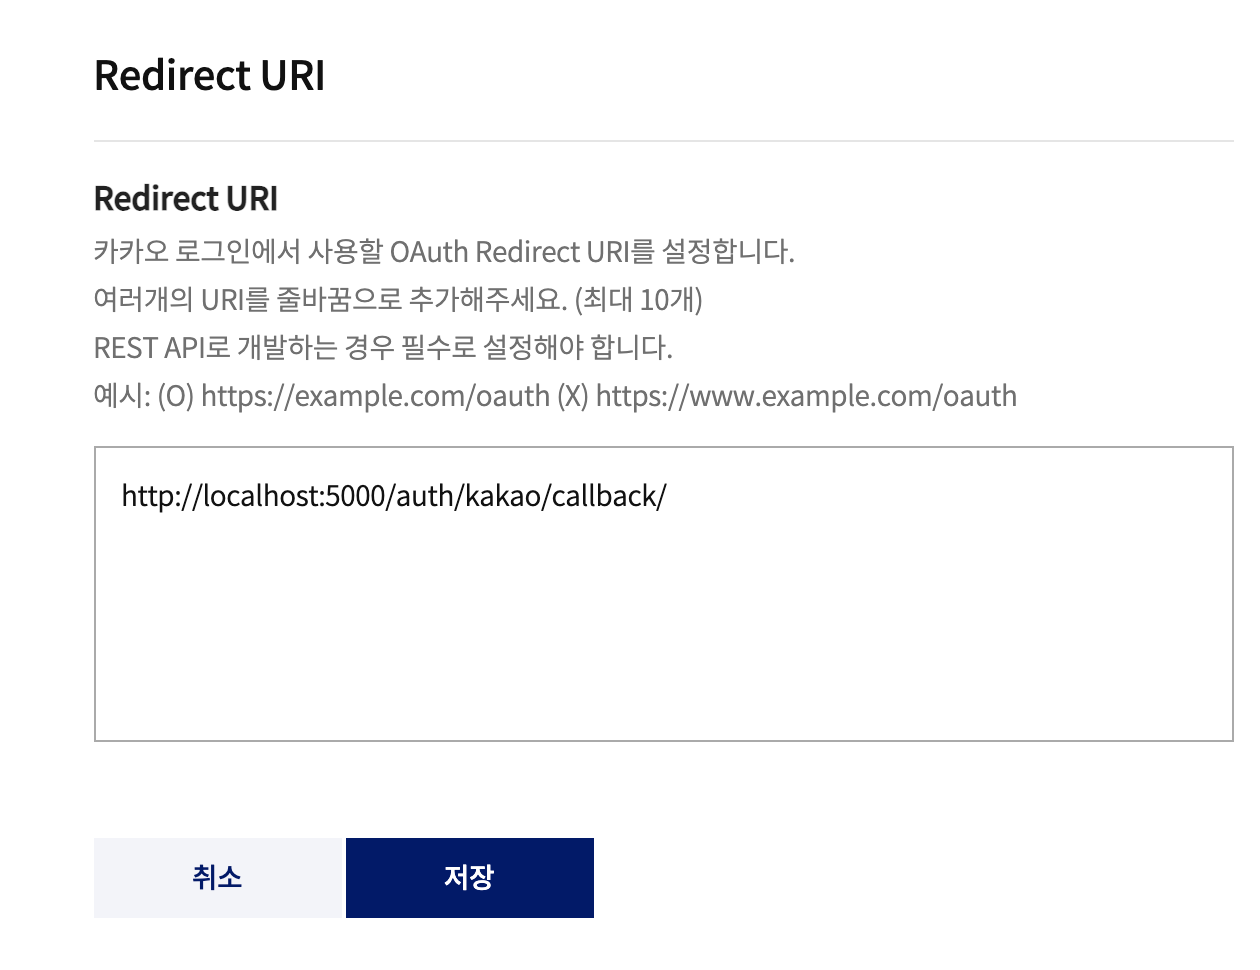 Redirect URI
Redirect URI
카카오 로그인에서 사용할 OAuth Redirect URI를 설정합니다.
여러개의 URI를 줄바꿈으로 추가해주세요. (최대 10개)
REST API로 개발하는 경우 필수로 설정해야 합니다.
예시: (O) https://example.com/oauth (X) https://www.example.com/oauth
http://localhost:5000/auth/kakao/callback/
취소
저장